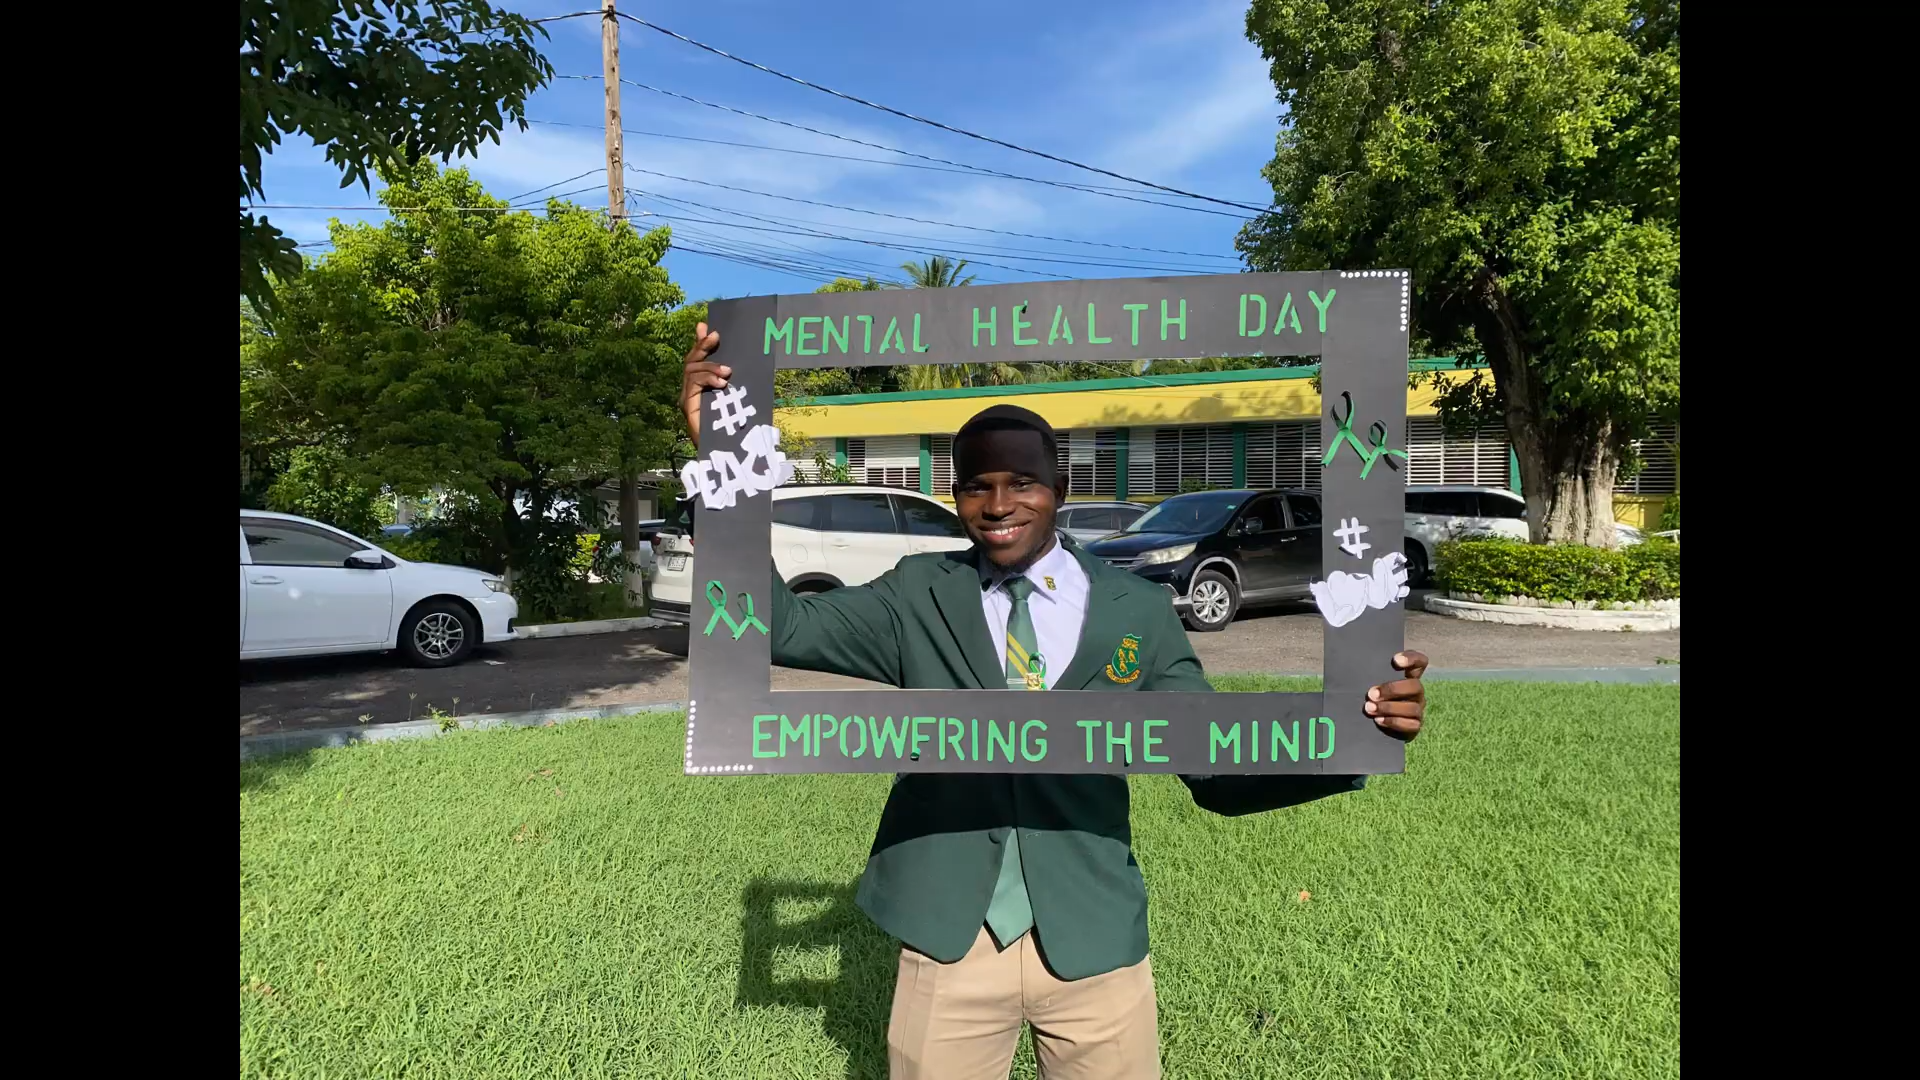 MENTAL HEALTH DAY
#
PEACE
#
LOVE
EMPOWERING THE MIND